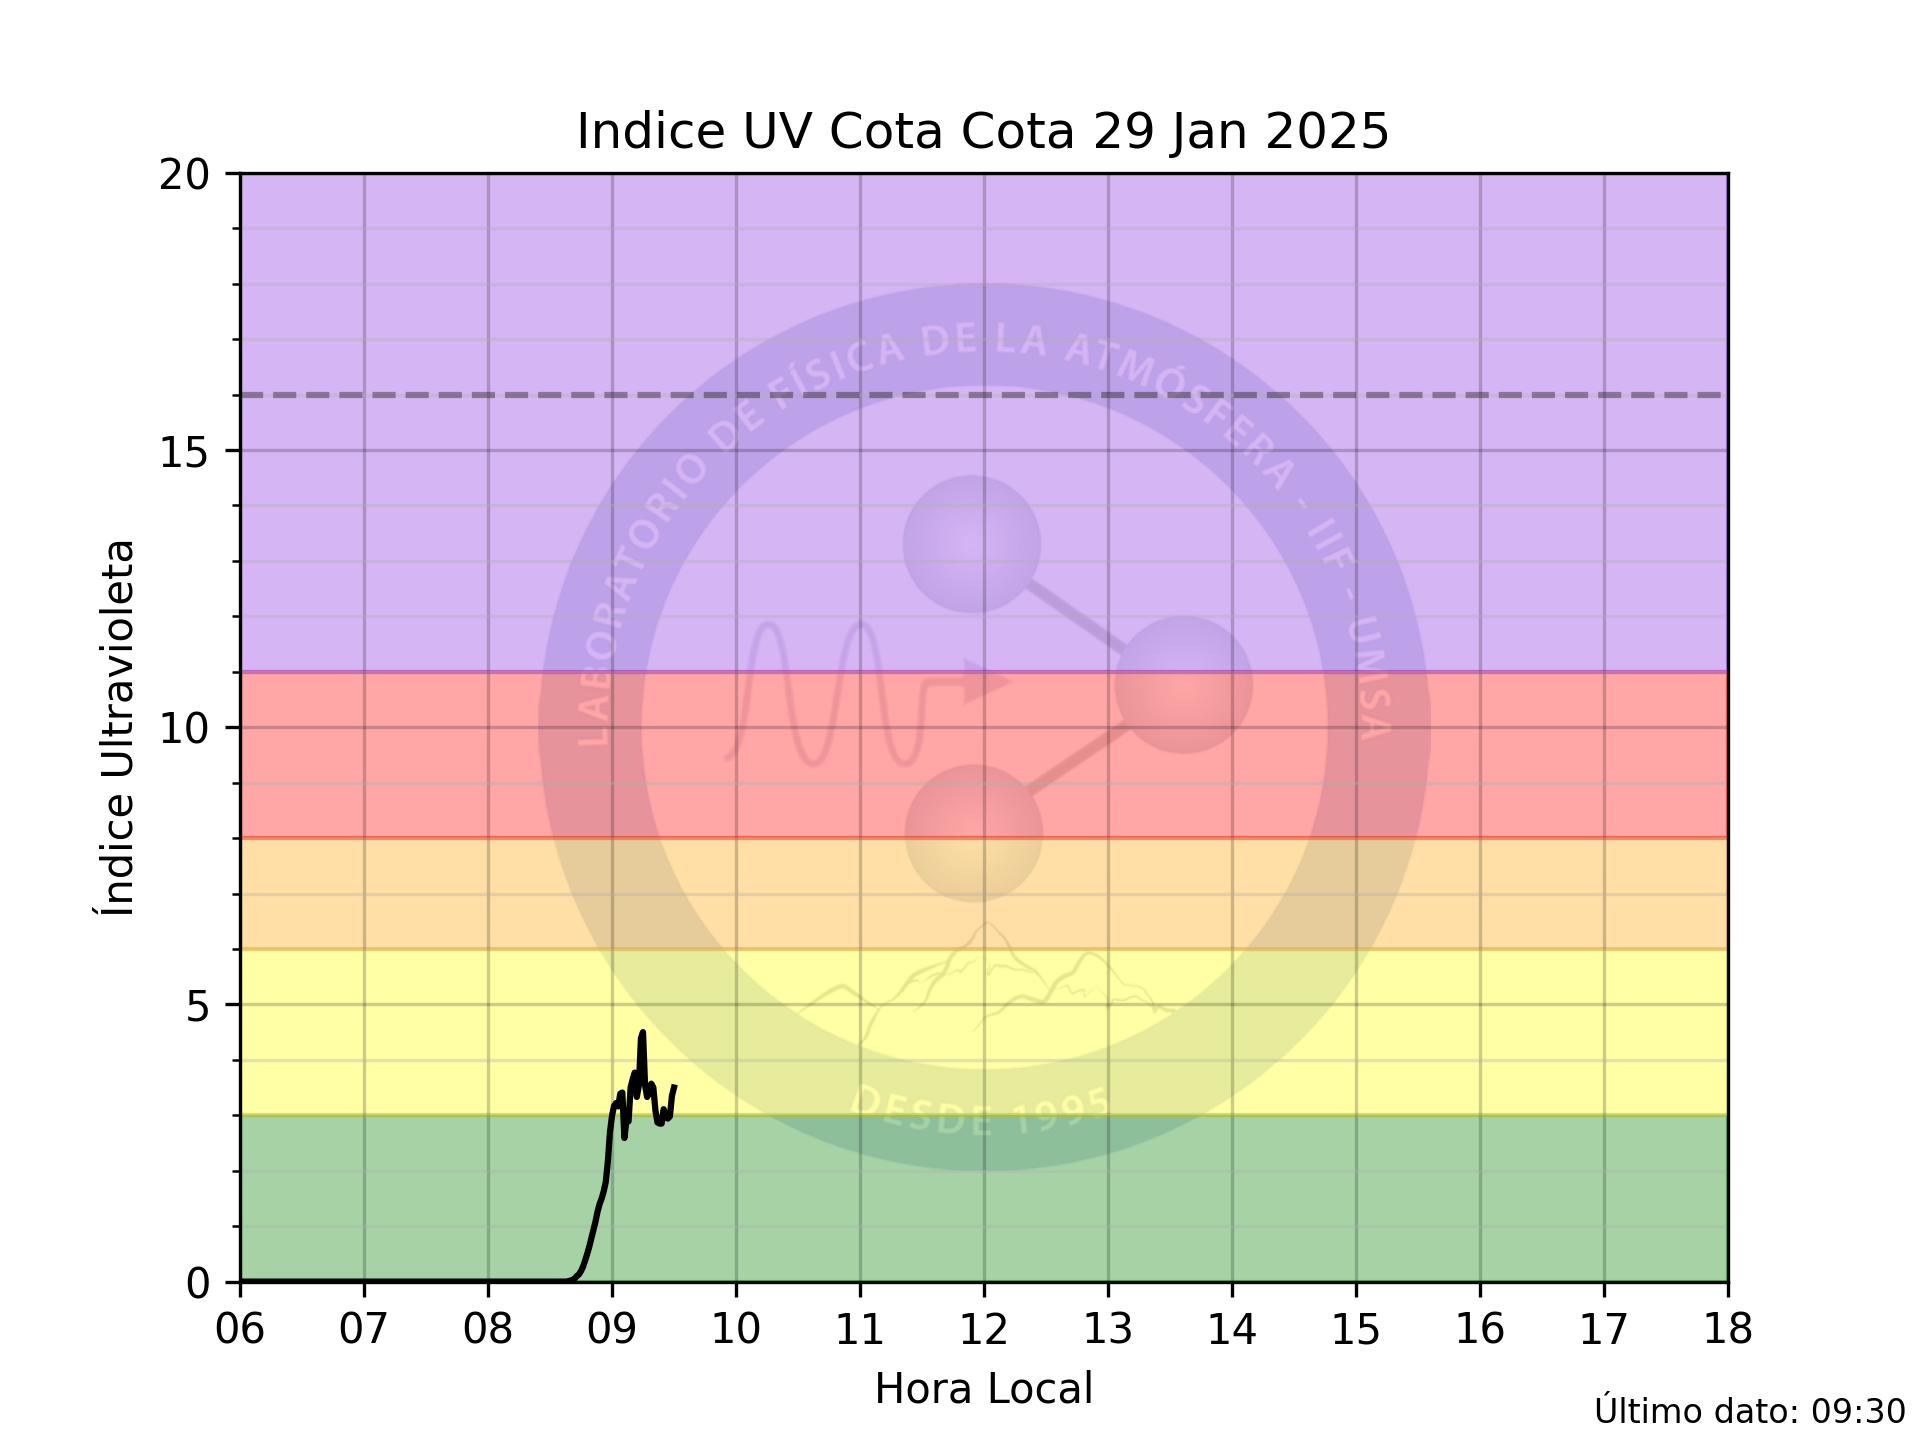 Indice UV Cota Cota 29 Jan 2025
20
15
10
5
0
Índice Ultravioleta
LABORATORIO DE FÍSICA DE LA ATMÓSFERA - IIF - UMSA
DESDE 1995
06 07 08 09 10 11 12 13 14 15 16 17 18
Hora Local
Último dato: 09:30